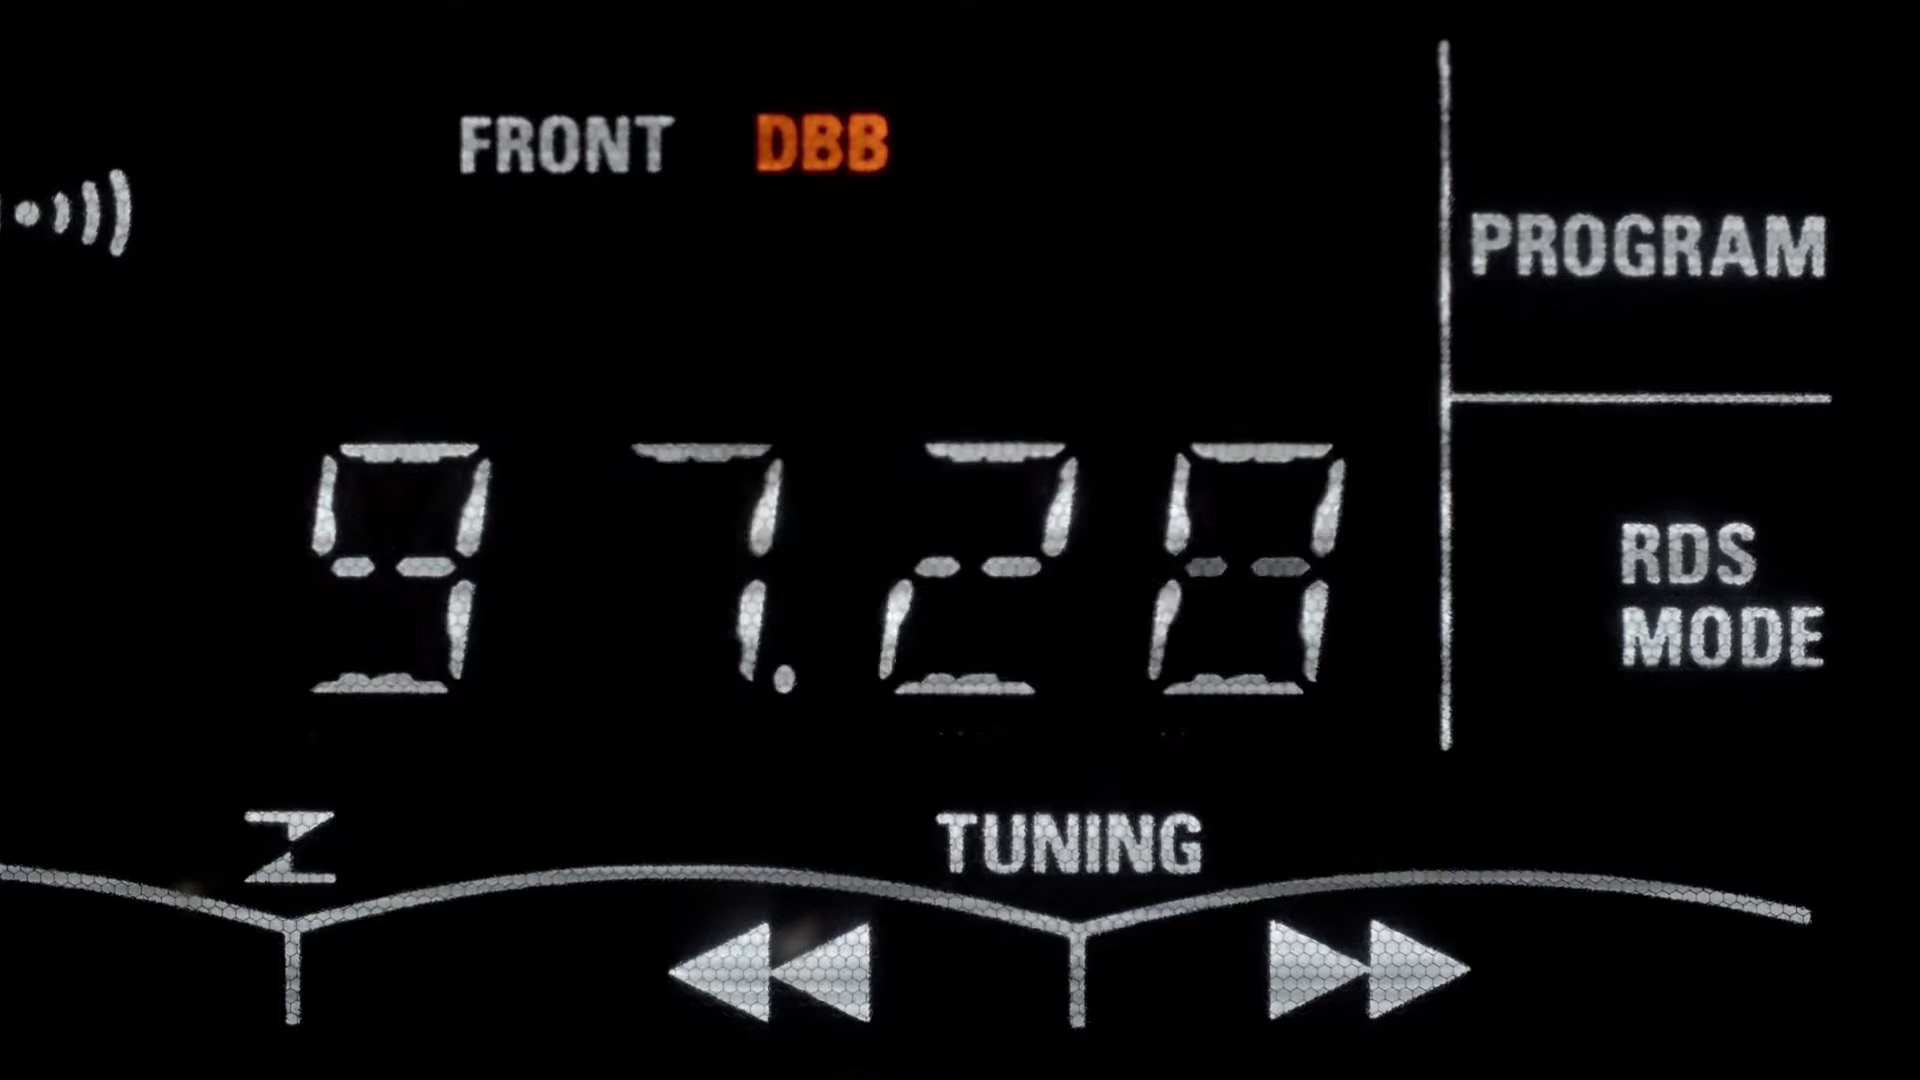 FRONT DBB
PROGRAM
97.28
RDS
MODE
Z TUNING